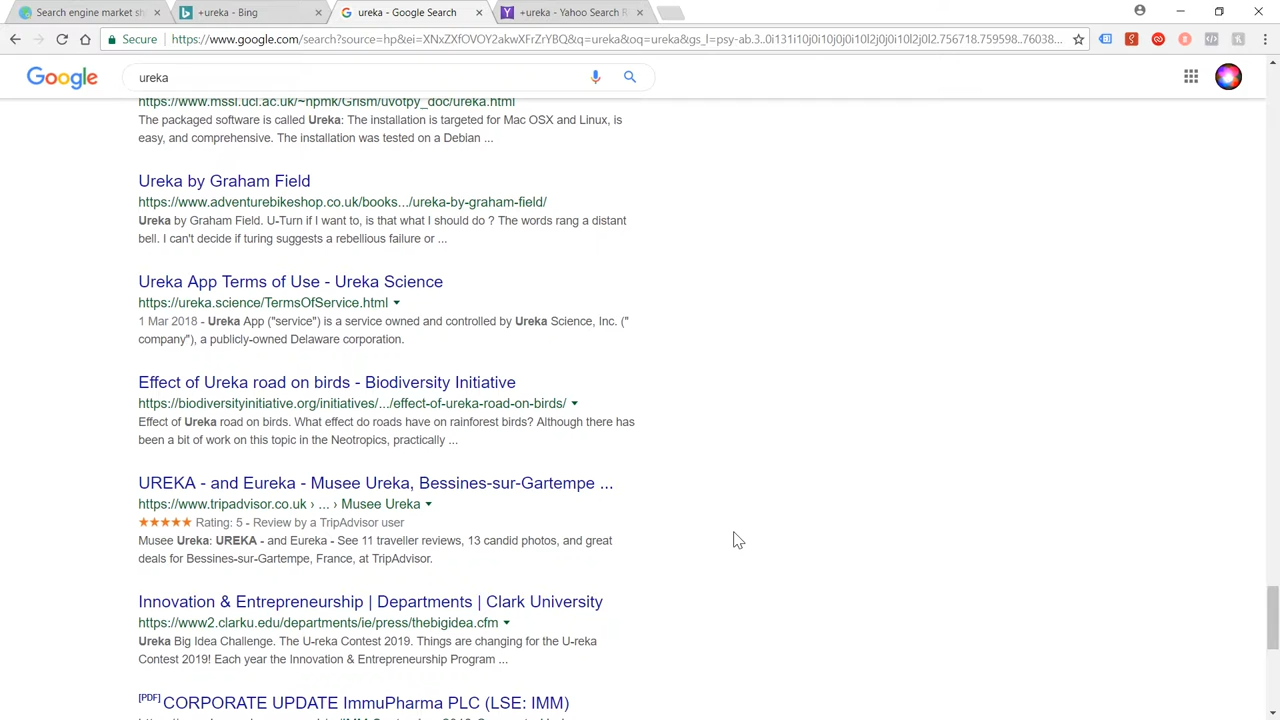 Search engine market sh
+ureka - Bing
ureka - Google Search
+ureka - Yahoo Search R
Secure
https://www.google.com/search?source=hp&ei=XNxZXfOVOY2akwXFrZrYBQ&q=ureka&oq=ureka&gs_l=psy-ab.3..0i131i10j0i10j0i10l2j0j0i10l2j0l2.756718.759598..76038...
Google
ureka
https://www.mssl.ucl.ac.uk/~npmk/Grism/uvotpy_doc/ureka.html
The packaged software is called Ureka: The installation is targeted for Mac OSX and Linux, is
easy, and comprehensive. The installation was tested on a Debian ...
Ureka by Graham Field
https://www.adventurebikeshop.co.uk/books.../ureka-by-graham-field/
Ureka by Graham Field. U-Turn if I want to, is that what I should do ? The words rang a distant
bell. I can't decide if turing suggests a rebellious failure or ...
Ureka App Terms of Use - Ureka Science
https://ureka.science/TermsOfService.html
1 Mar 2018 - Ureka App ("service") is a service owned and controlled by Ureka Science, Inc. ("
company"), a publicly-owned Delaware corporation.
Effect of Ureka road on birds - Biodiversity Initiative
https://biodiversityinitiative.org/initiatives/.../effect-of-ureka-road-on-birds/
Effect of Ureka road on birds. What effect do roads have on rainforest birds? Although there has
been a bit of work on this topic in the Neotropics, practically ...
UREKA - and Eureka - Musee Ureka, Bessines-sur-Gartempe ...
https://www.tripadvisor.co.uk › ... › Musee Ureka
Rating: 5 - Review by a TripAdvisor user
Musee Ureka: UREKA - and Eureka - See 11 traveller reviews, 13 candid photos, and great
deals for Bessines-sur-Gartempe, France, at TripAdvisor.
Innovation & Entrepreneurship | Departments | Clark University
https://www2.clarku.edu/departments/ie/press/thebigidea.cfm
Ureka Big Idea Challenge. The U-reka Contest 2019. Things are changing for the U-reka
Contest 2019! Each year the Innovation & Entrepreneurship Program ...
[PDF] CORPORATE UPDATE ImmuPharma PLC (LSE: IMM)